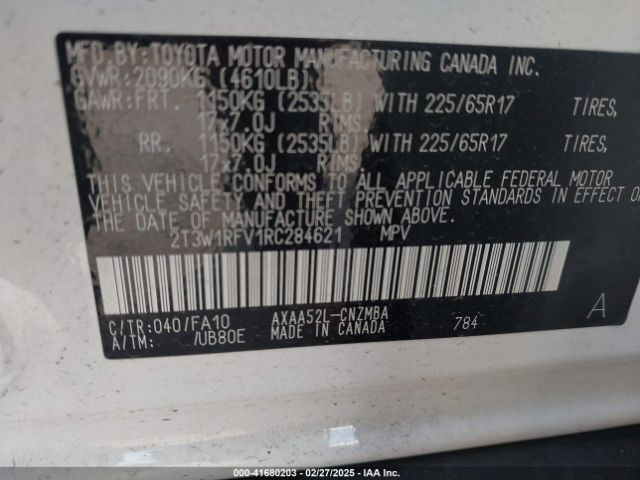 MFD.BY:TOYOTA MOTOR MANUFACTURING CANADA INC.
GVWR:2090KG (4610LB)
GAWR:FRT. 1150KG (2535LB) WITH 225/65R17 TIRES,
17x7.0J RIMS.
RR. 1150KG (2535LB) WITH 225/65R17 TIRES,
17x7.0J RIMS
THIS VEHICLE CONFORMS TO ALL APPLICABLE FEDERAL MOTOR
VEHICLE SAFETY AND THEFT PREVENTION STANDARDS IN EFFECT
THE DATE OF MANUFACTURE SHOWN ABOVE.
2T3W1RFV1RC284621 MPV
C/TR:040/FA10 AXAA52L-CNZMBA
A/TM: /UB80E MADE IN CANADA 784 A
000-41680203 - 02/27/2025 - IAA Inc.